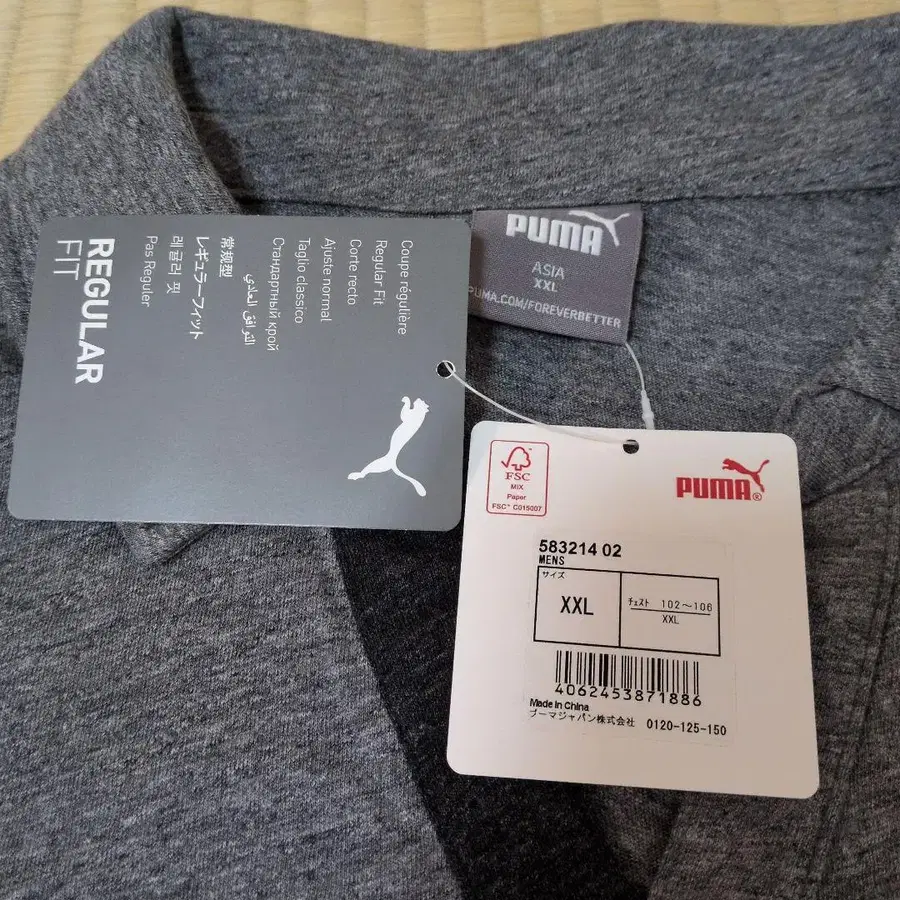 REGULAR
FIT
Coupe régulière
Regular Fit
Corte recto
Ajuste normal
Taglio classico
Стандартный крой
التوافق العادي
常规型
レギュラーフィット
레귤러 핏
Pas Reguler
PUMA
ASIA
XXL
PUMA.COM/FOREVERBETTER
FSC
MIX
Paper
FSC® C015007
PUMA®
583214 02
MENS
サイズ
XXL
チェスト 102～106
XXL
4062453871886
Made in China
プーマジャパン株式会社 0120-125-150